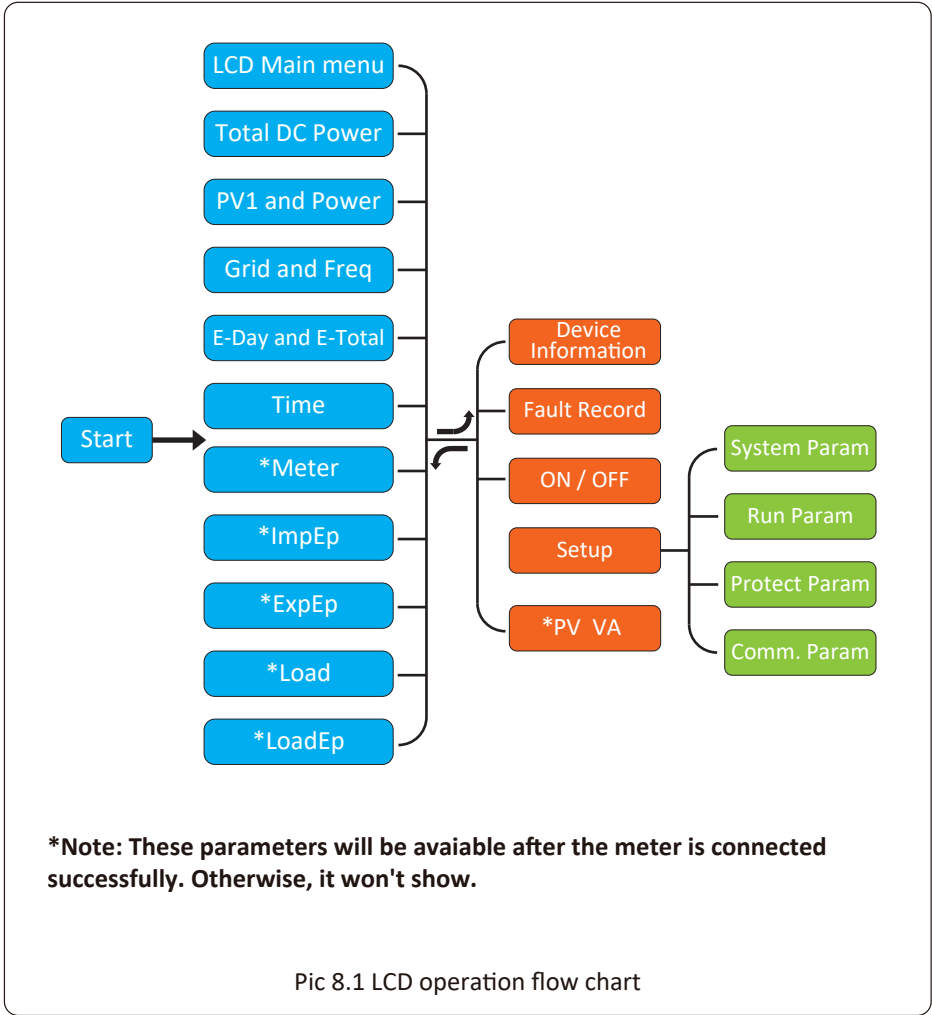 LCD Main menu
Total DC Power
PV1 and Power
Grid and Freq
E-Day and E-Total
Time
Start
*Meter
*ImpEp
*ExpEp
*Load
*LoadEp
Device
Information
Fault Record
ON / OFF
Setup
*PV VA
System Param
Run Param
Protect Param
Comm. Param
*Note: These parameters will be avaiable after the meter is connected
successfully. Otherwise, it won't show.
Pic 8.1 LCD operation flow chart